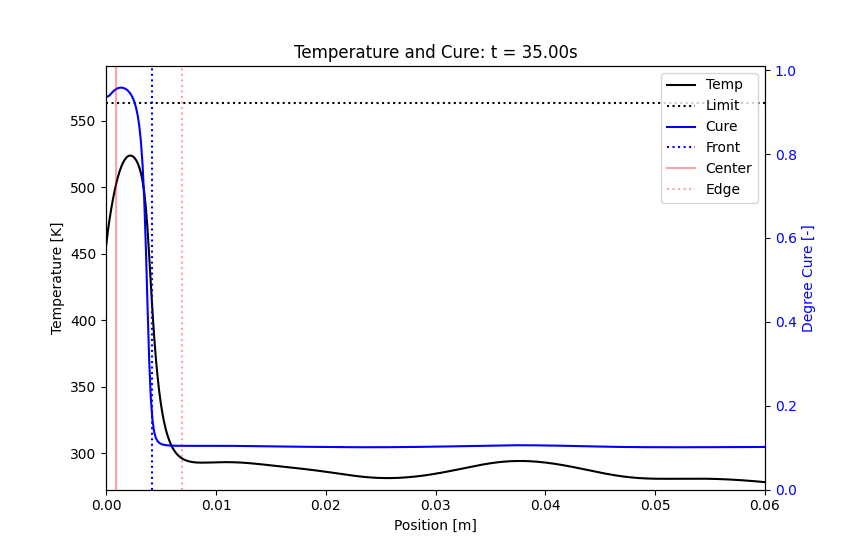 Temperature and Cure: t = 35.00s
Temp
Limit
Cure
Front
Center
Edge
Temperature [K]
550
500
450
400
350
300
Degree Cure [-]
1.0
0.8
0.6
0.4
0.2
0.0
0.00 0.01 0.02 0.03 0.04 0.05 0.06
Position [m]